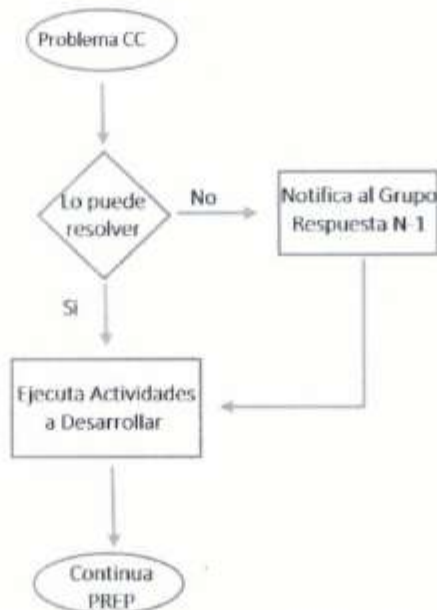 Problema CC
Lo puede
resolver
No
Notifica al Grupo
Respuesta N-1
Si
Ejecuta Actividades
a Desarrollar
Continua
PREP